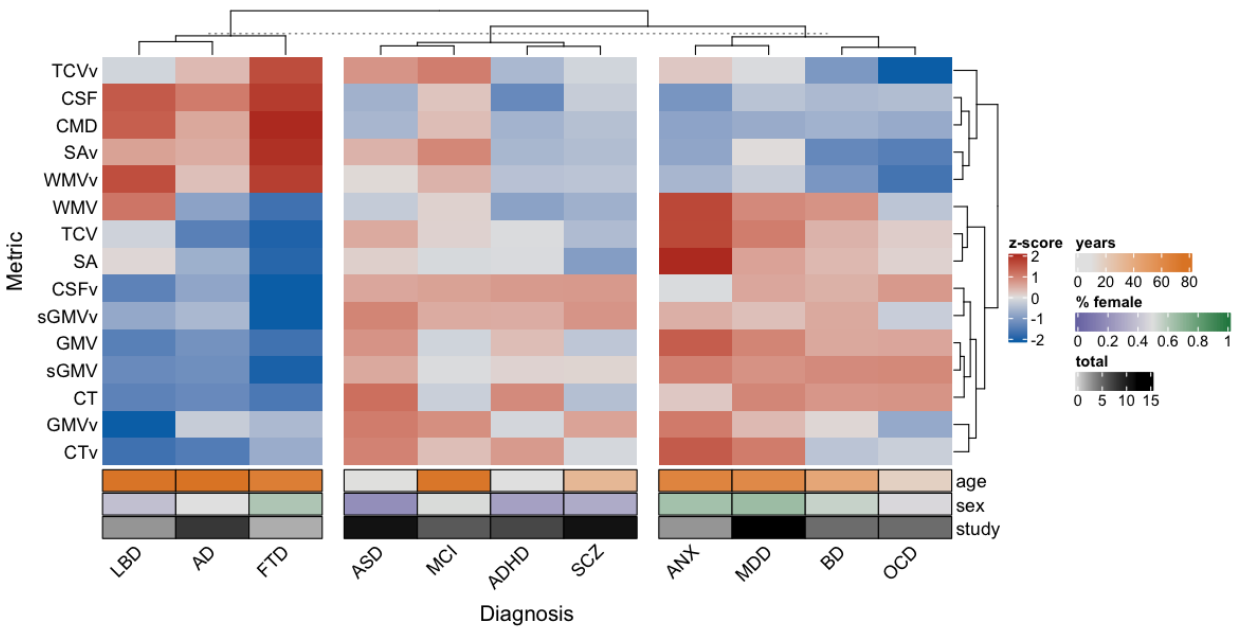 TCVv
CSF
CMD
SAv
WMVv
WMV
TCV
SA
CSFv
sGMVv
GMV
sGMV
CT
GMVv
CTv
Metric
age
sex
study
LBD AD FTD ASD MCI ADHD SCZ ANX MDD BD OCD
Diagnosis
z-score
2
1
0
-1
-2
years
0 20 40 60 80
% female
0 0.2 0.4 0.6 0.8 1
total
0 5 10 15